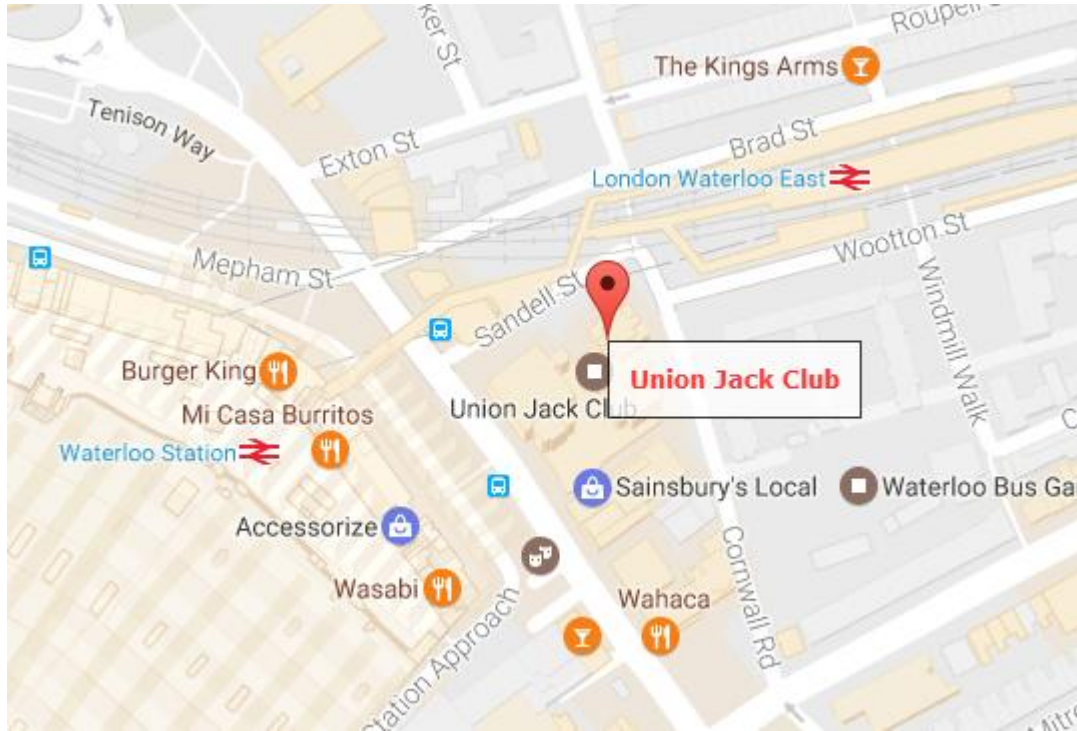 Roupell S
ker St
The Kings Arms
Tenison Way
Exton St
Brad St
London Waterloo East
Mepham St
Wootton St
Sandell St
Windmill Walk
Burger King
Union Jack Club
Mi Casa Burritos
Union Jack Club
Waterloo Station
C
Sainsbury's Local
Waterloo Bus Ga
Accessorize
Wasabi
Wahaca
Cornwall Rd
Station Approach
Mitre